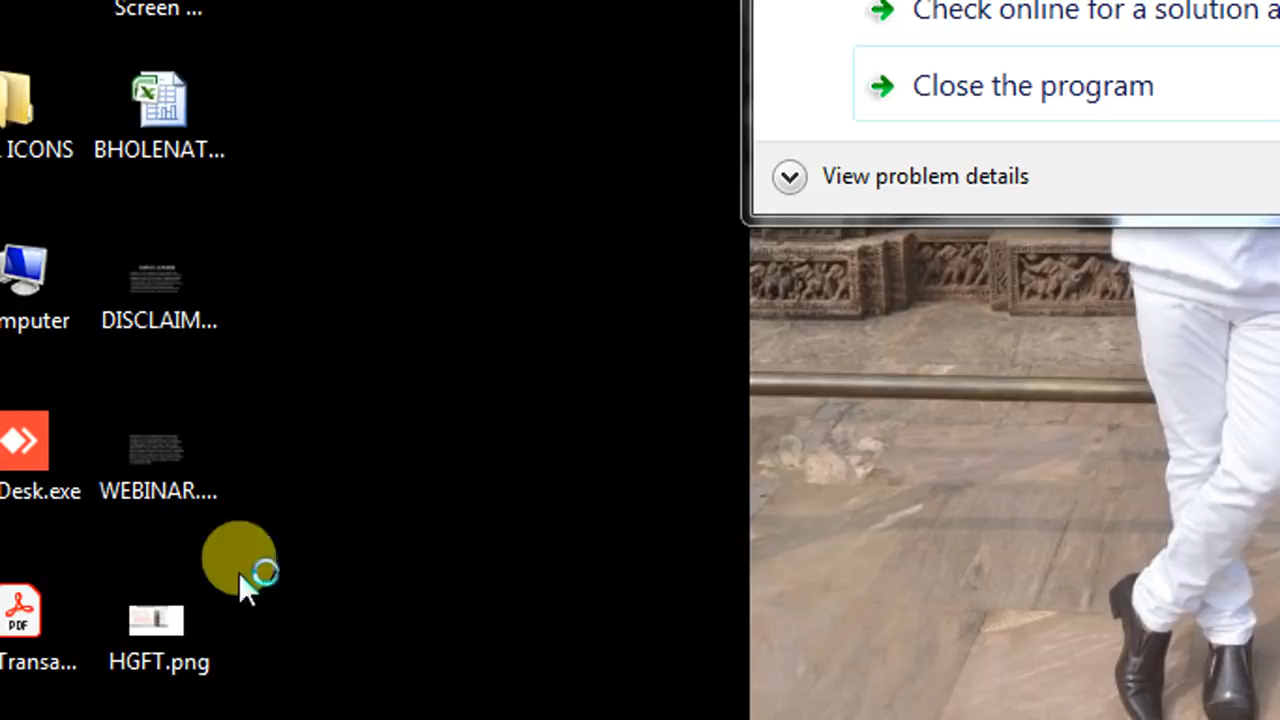 Screen ...
Check online for a solution a
Close the program
View problem details
ICONS
BHOLENAT...
mputer
DISCLAIM...
Desk.exe
WEBINAR....
PDF
Transa...
HGFT.png